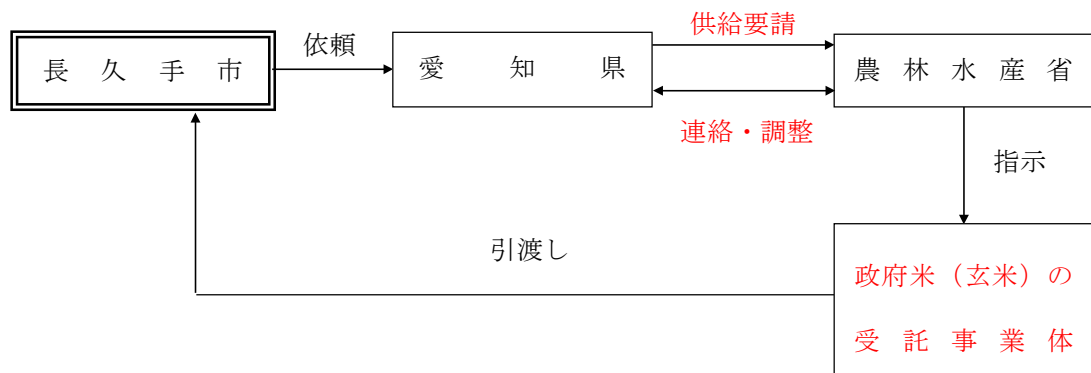 供給要請
依頼
長久手市
愛知県
農林水産省
連絡・調整
指示
引渡し
政府米（玄米）の
受託事業体